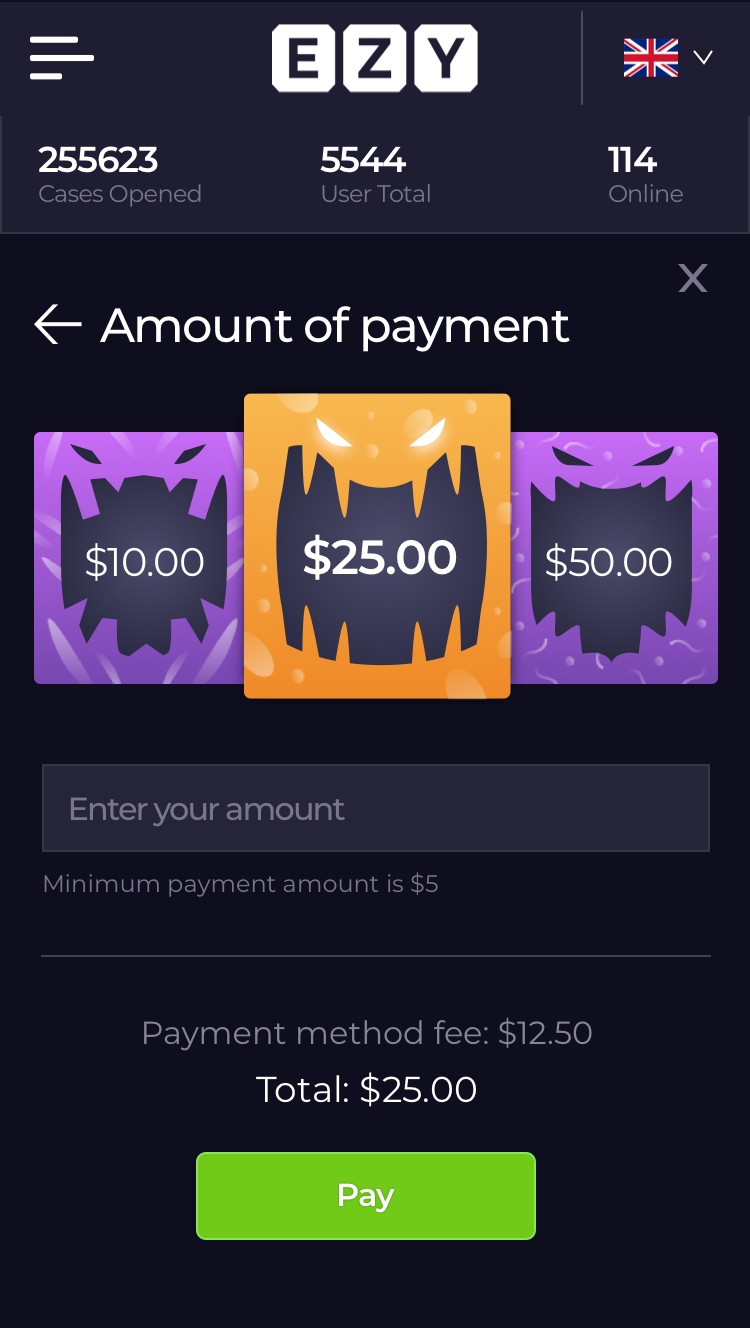 EZY
255623 5544 114
Cases Opened User Total Online
X
Amount of payment
$10.00 $25.00 $50.00
Enter your amount
Minimum payment amount is $5
Payment method fee: $12.50
Total: $25.00
Pay